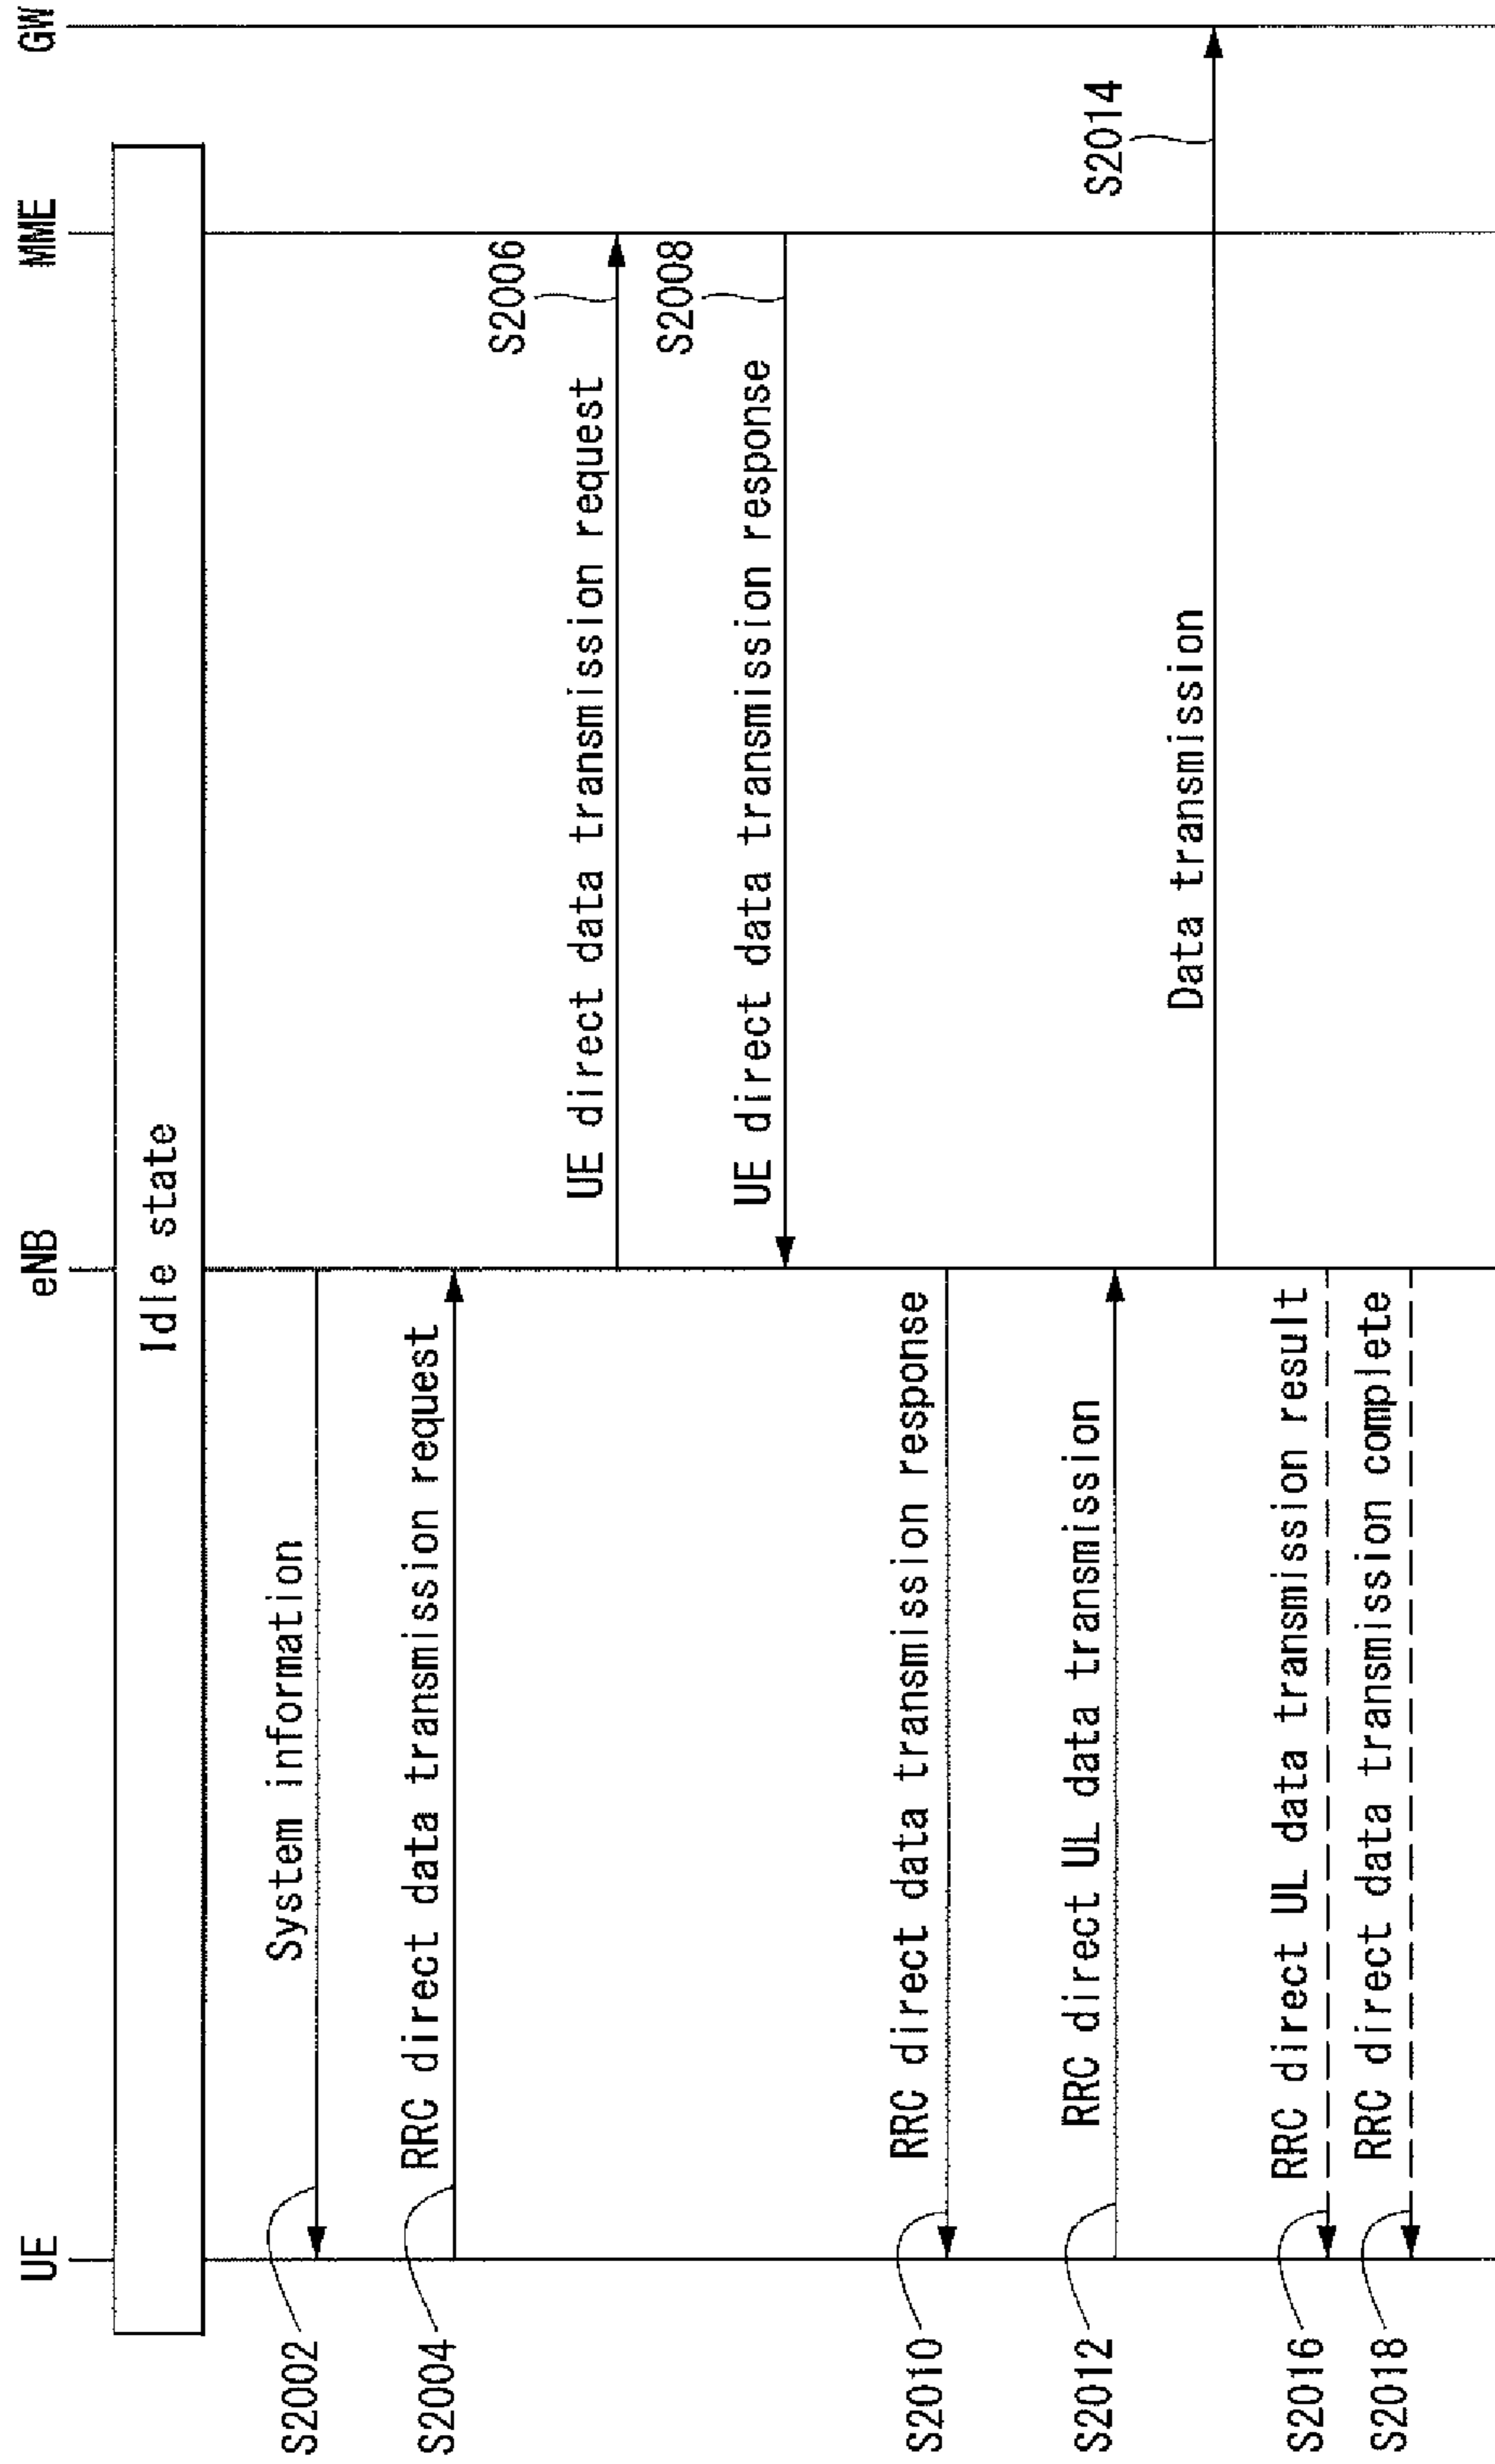 UE
eNB
MME
GW
Idle state
S2002
System information
S2004
RRC direct data transmission request
UE direct data transmission request
S2006
UE direct data transmission response
S2008
S2010
RRC direct data transmission response
S2012
RRC direct UL data transmission
Data transmission
S2014
S2016
RRC direct UL data transmission result
S2018
RRC direct data transmission complete